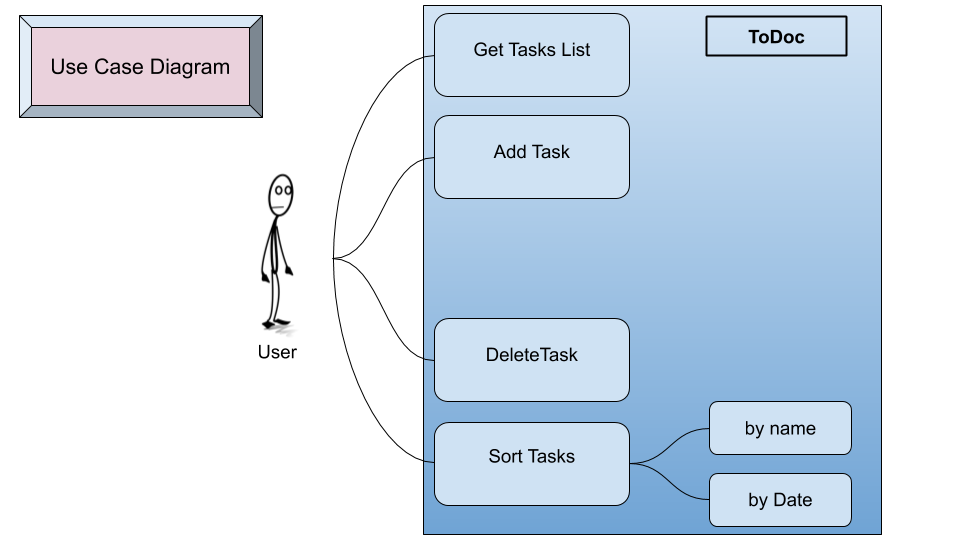 Use Case Diagram
ToDoc
Get Tasks List
Add Task
User
DeleteTask
Sort Tasks
by name
by Date